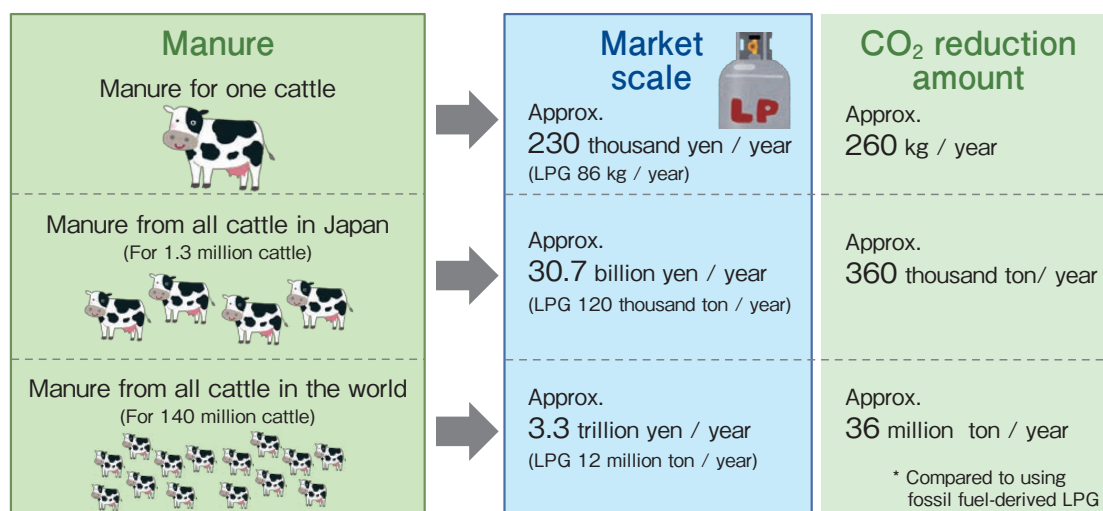 Manure
Manure for one cattle
Market
scale
LP
Approx.
230 thousand yen / year
(LPG 86 kg / year)
CO₂ reduction
amount
Approx.
260 kg / year
Manure from all cattle in Japan
(For 1.3 million cattle)
Approx.
30.7 billion yen / year
(LPG 120 thousand ton / year)
Approx.
360 thousand ton/ year
Manure from all cattle in the world
(For 140 million cattle)
Approx.
3.3 trillion yen / year
(LPG 12 million ton / year)
Approx.
36 million ton / year
* Compared to using
fossil fuel-derived LPG